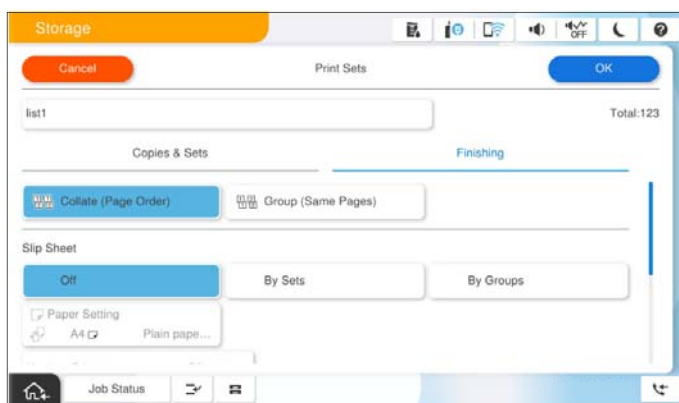 Storage
OFF
Cancel
Print Sets
OK
list1
Total:123
Copies & Sets
Finishing
Collate (Page Order)
Group (Same Pages)
Slip Sheet
Off
By Sets
By Groups
Paper Setting
A4
Plain pape...
Job Status